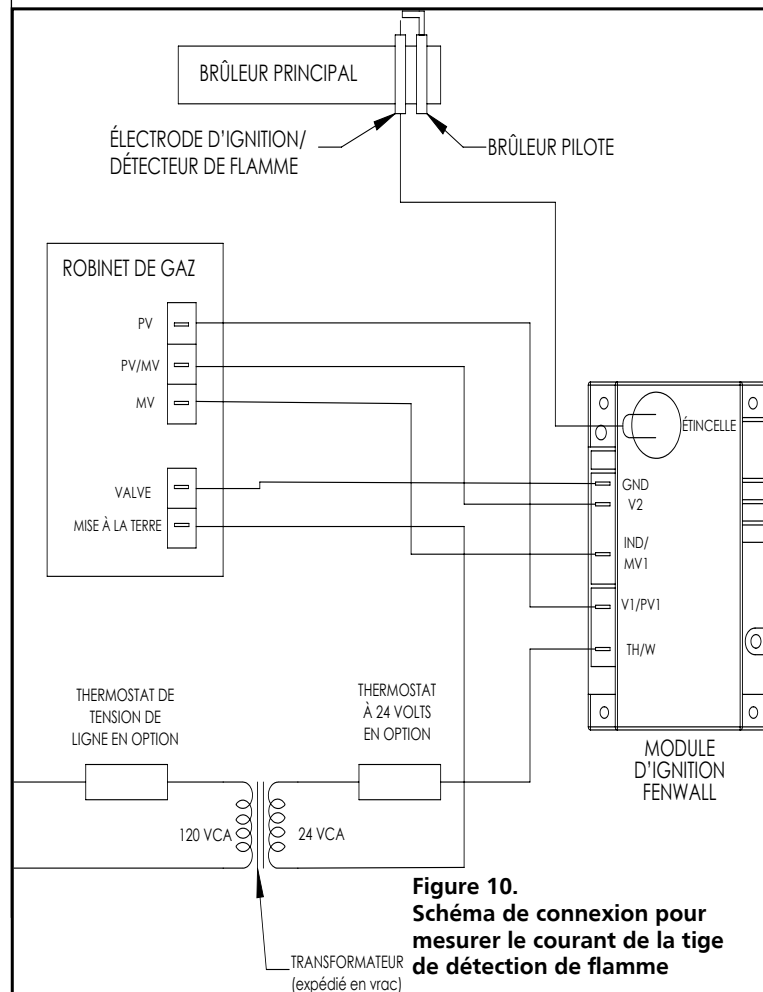 BRÛLEUR PRINCIPAL
ÉLECTRODE D'IGNITION/
DÉTECTEUR DE FLAMME
BRÛLEUR PILOTE
ROBINET DE GAZ
PV
PV/MV
MV
VALVE
MISE À LA TERRE
ÉTINCELLE
GND
V2
IND/
MV1
V1/PV1
TH/W
MODULE
D'IGNITION
FENWALL
THERMOSTAT DE
TENSION DE
LIGNE EN OPTION
THERMOSTAT
À 24 VOLTS
EN OPTION
120 VCA
24 VCA
TRANSFORMATEUR
(expédié en vrac)
Figure 10.
Schéma de connexion pour
mesurer le courant de la tige
de détection de flamme